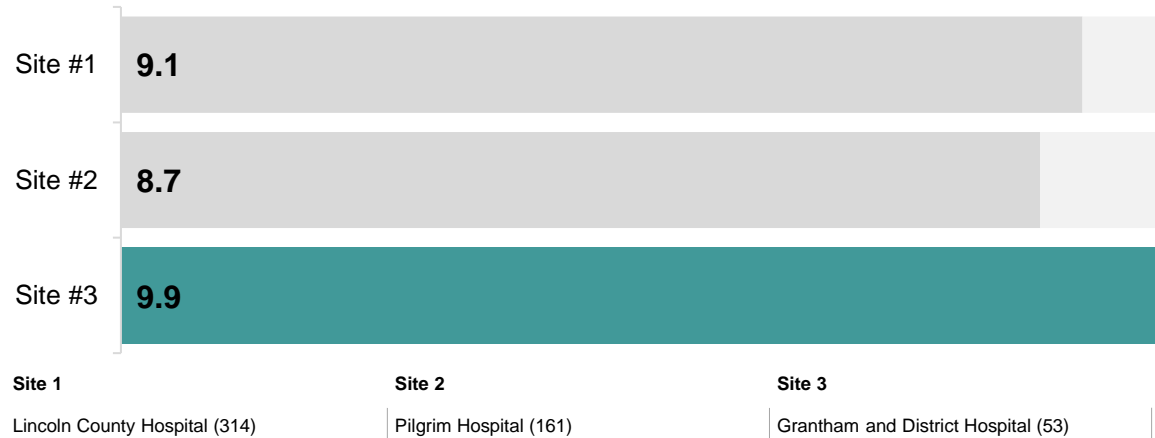 Site #1 9.1
Site #2 8.7
Site #3 9.9
Site 1 Site 2 Site 3
Lincoln County Hospital (314) Pilgrim Hospital (161) Grantham and District Hospital (53)